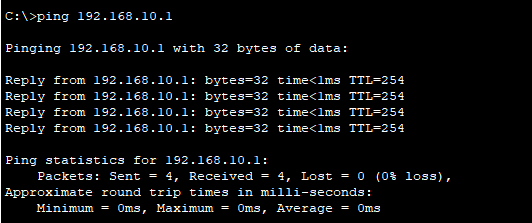 C:\>ping 192.168.10.1
Pinging 192.168.10.1 with 32 bytes of data:
Reply from 192.168.10.1: bytes=32 time<1ms TTL=254
Reply from 192.168.10.1: bytes=32 time<1ms TTL=254
Reply from 192.168.10.1: bytes=32 time<1ms TTL=254
Reply from 192.168.10.1: bytes=32 time<1ms TTL=254
Ping statistics for 192.168.10.1:
    Packets: Sent = 4, Received = 4, Lost = 0 (0% loss),
Approximate round trip times in milli-seconds:
    Minimum = 0ms, Maximum = 0ms, Average = 0ms